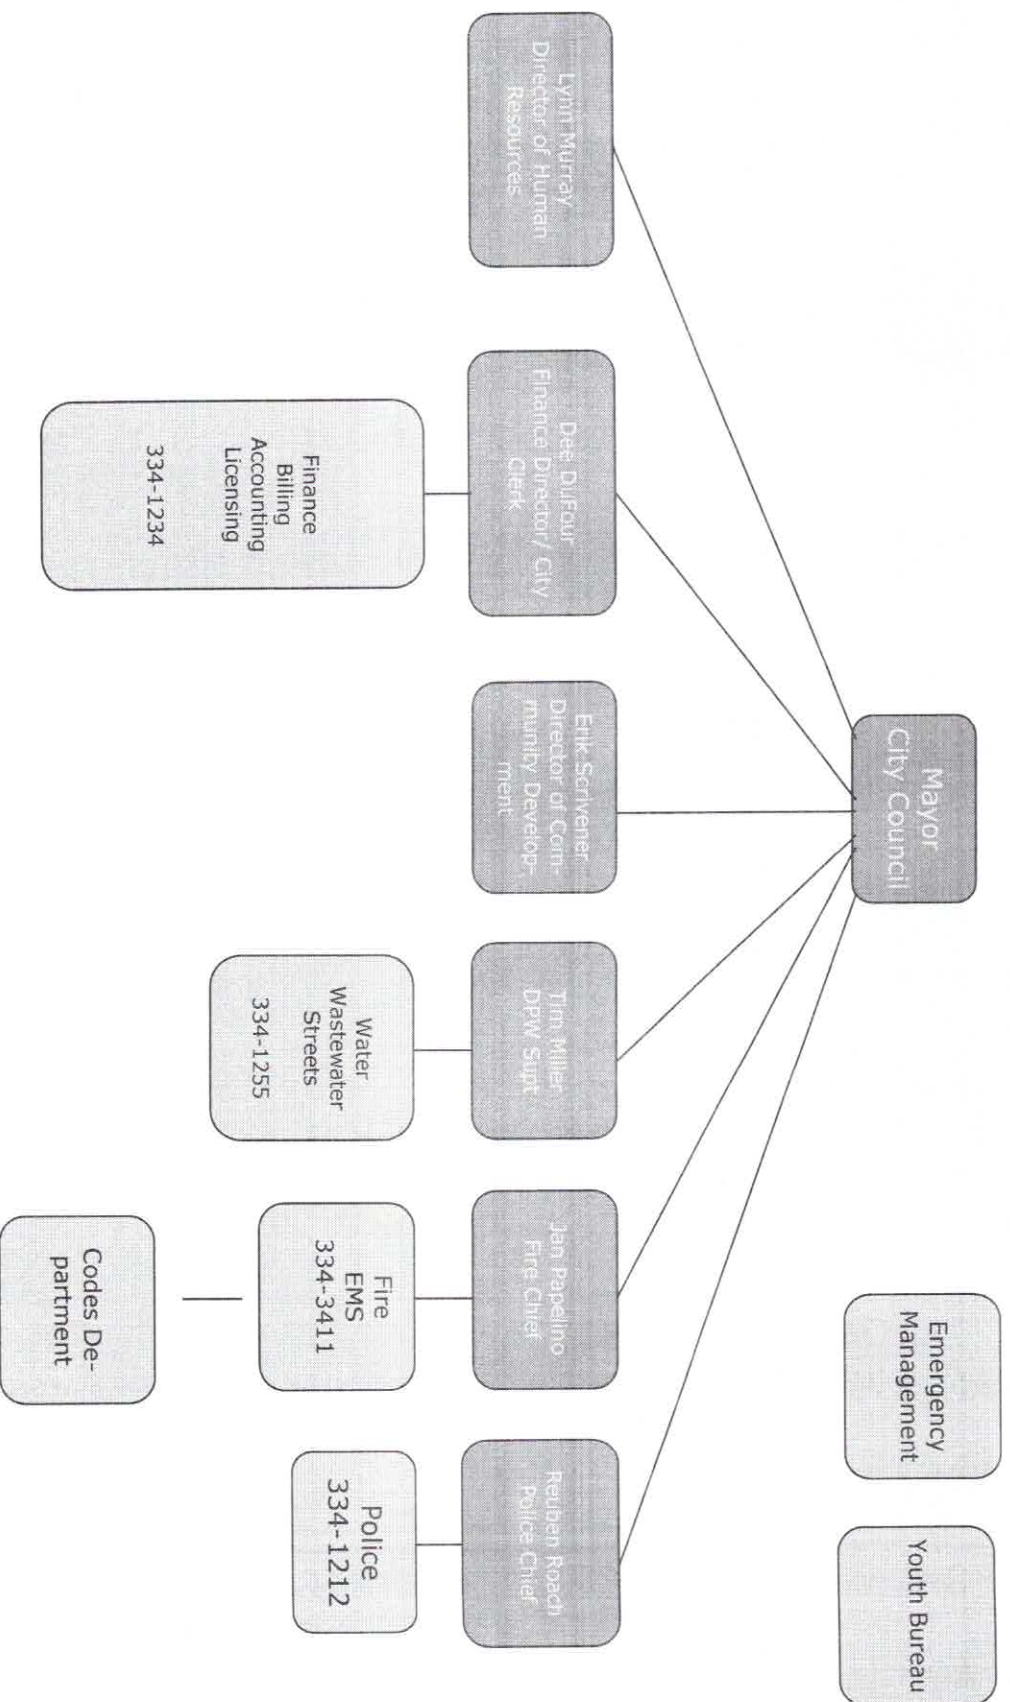 Mayor
City Council
Emergency
Management
Youth Bureau
Lynn Murray
Director of Human
Resources
Dee DiFour
Finance Director/ City
Clerk
Erik Scrivener
Director of Com-
munity Develop-
ment
Tim Miller
DPW Supt
Jan Papelino
Fire Chief
Reuben Roach
Police Chief
Finance
Billing
Accounting
Licensing
334-1234
Water
Wastewater
Streets
334-1255
Fire
EMS
334-3411
Police
334-1212
Codes De-
partment